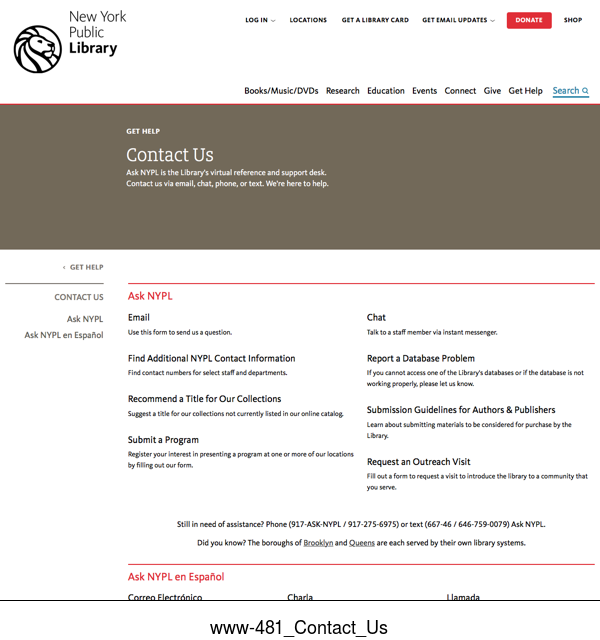 New York
Public
Library
LOG IN
LOCATIONS
GET A LIBRARY CARD
GET EMAIL UPDATES
DONATE
SHOP
Books/Music/DVDs Research Education Events Connect Give Get Help Search
GET HELP
Contact Us
Ask NYPL is the Library's virtual reference and support desk.
Contact us via email, chat, phone, or text. We're here to help.
‹ GET HELP
CONTACT US
Ask NYPL
Ask NYPL en Español
Ask NYPL
Email
Use this form to send us a question.
Find Additional NYPL Contact Information
Find contact numbers for select staff and departments.
Recommend a Title for Our Collections
Suggest a title for our collections not currently listed in our online catalog.
Submit a Program
Register your interest in presenting a program at one or more of our locations
by filling out our form.
Chat
Talk to a staff member via instant messenger.
Report a Database Problem
If you cannot access one of the Library's databases or if the database is not
working properly, please let us know.
Submission Guidelines for Authors & Publishers
Learn about submitting materials to be considered for purchase by the
Library.
Request an Outreach Visit
Fill out a form to request a visit to introduce the library to a community that
you serve.
Still in need of assistance? Phone (917-ASK-NYPL / 917-275-6975) or text (667-46 / 646-759-0079) Ask NYPL.
Did you know? The boroughs of Brooklyn and Queens are each served by their own library systems.
Ask NYPL en Español
Correo Electrónico
Charla
Llamada
www-481_Contact_Us